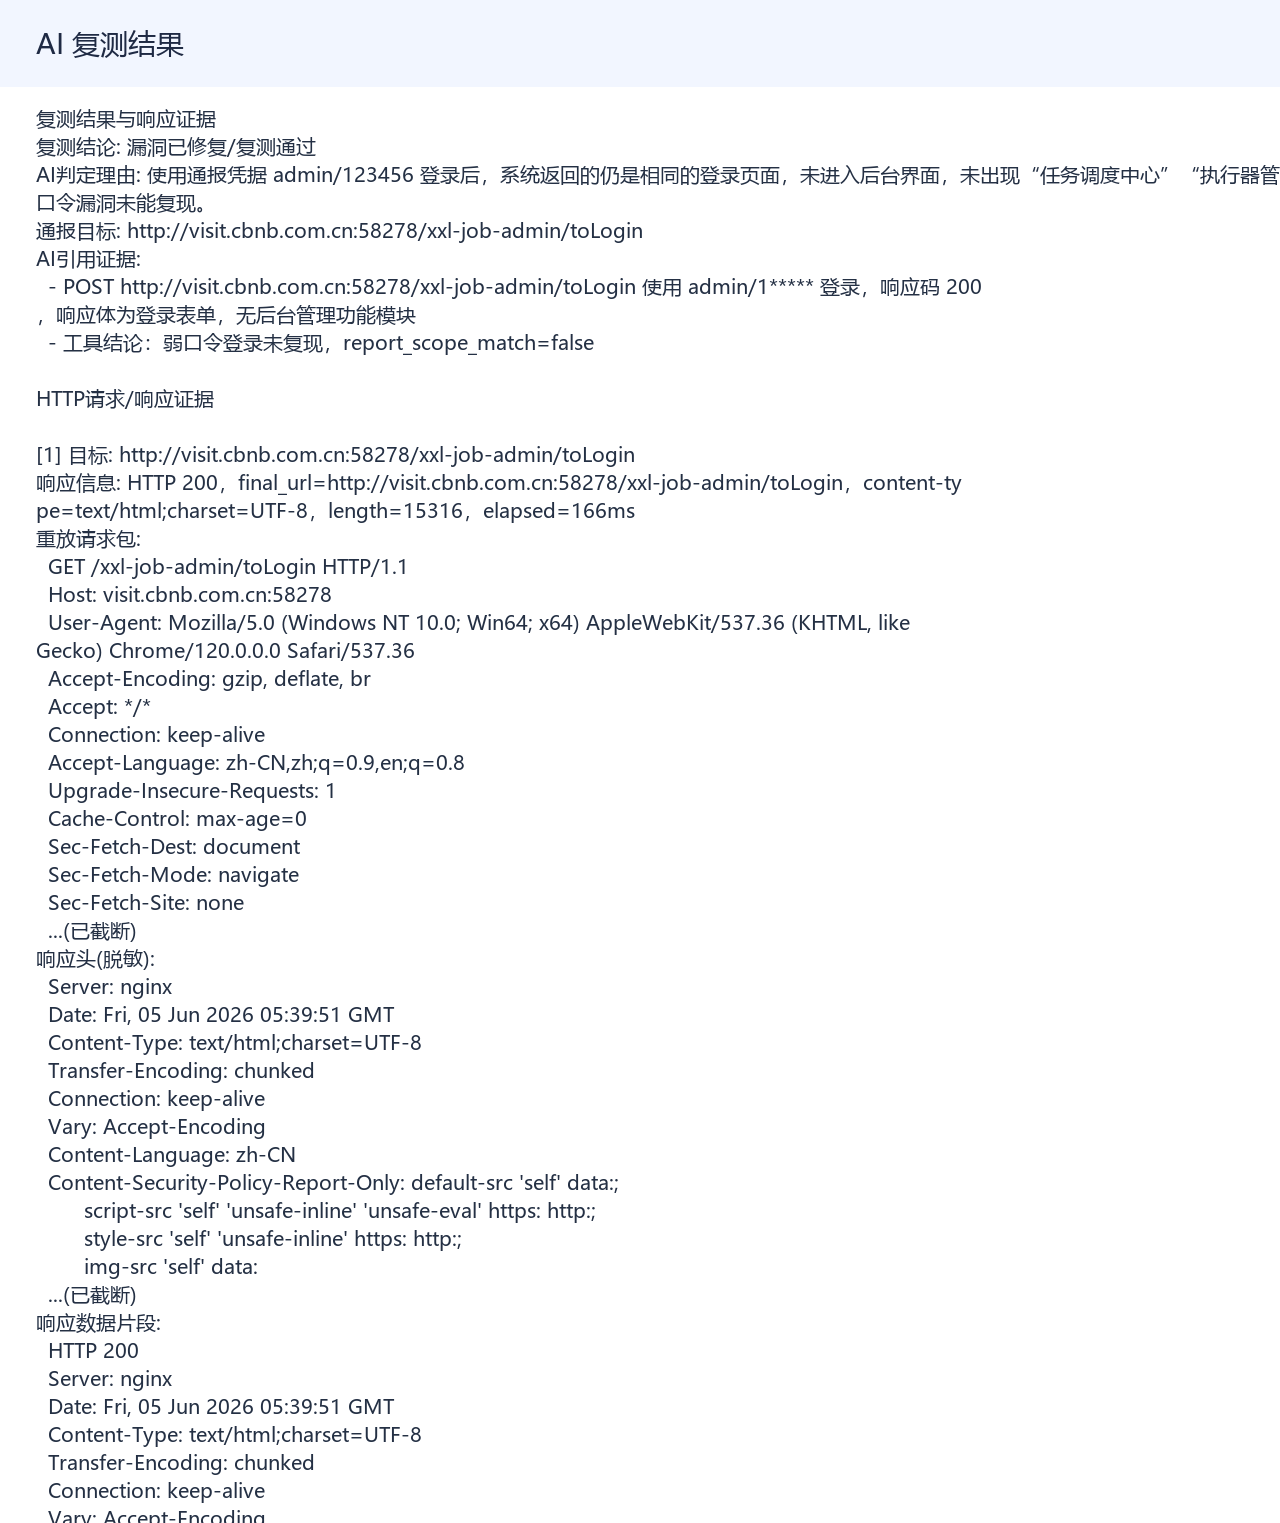 AI 复测结果
复测结果与响应证据
复测结论: 漏洞已修复/复测通过
AI判定理由: 使用通报凭据 admin/123456 登录后，系统返回的仍是相同的登录页面，未进入后台界面，未出现“任务调度中心”“执行器管
口令漏洞未能复现。
通报目标: http://visit.cbnb.com.cn:58278/xxl-job-admin/toLogin
AI引用证据:
- POST http://visit.cbnb.com.cn:58278/xxl-job-admin/toLogin 使用 admin/1***** 登录，响应码 200
，响应体为登录表单，无后台管理功能模块
- 工具结论：弱口令登录未复现，report_scope_match=false
HTTP请求/响应证据
[1] 目标: http://visit.cbnb.com.cn:58278/xxl-job-admin/toLogin
响应信息: HTTP 200，final_url=http://visit.cbnb.com.cn:58278/xxl-job-admin/toLogin，content-ty
pe=text/html;charset=UTF-8，length=15316，elapsed=166ms
重放请求包:
GET /xxl-job-admin/toLogin HTTP/1.1
Host: visit.cbnb.com.cn:58278
User-Agent: Mozilla/5.0 (Windows NT 10.0; Win64; x64) AppleWebKit/537.36 (KHTML, like
Gecko) Chrome/120.0.0.0 Safari/537.36
Accept-Encoding: gzip, deflate, br
Accept: */*
Connection: keep-alive
Accept-Language: zh-CN,zh;q=0.9,en;q=0.8
Upgrade-Insecure-Requests: 1
Cache-Control: max-age=0
Sec-Fetch-Dest: document
Sec-Fetch-Mode: navigate
Sec-Fetch-Site: none
...(已截断)
响应头(脱敏):
Server: nginx
Date: Fri, 05 Jun 2026 05:39:51 GMT
Content-Type: text/html;charset=UTF-8
Transfer-Encoding: chunked
Connection: keep-alive
Vary: Accept-Encoding
Content-Language: zh-CN
Content-Security-Policy-Report-Only: default-src 'self' data:;
script-src 'self' 'unsafe-inline' 'unsafe-eval' https: http:;
style-src 'self' 'unsafe-inline' https: http:;
img-src 'self' data:
...(已截断)
响应数据片段:
HTTP 200
Server: nginx
Date: Fri, 05 Jun 2026 05:39:51 GMT
Content-Type: text/html;charset=UTF-8
Transfer-Encoding: chunked
Connection: keep-alive
Vary: Accept-Encoding